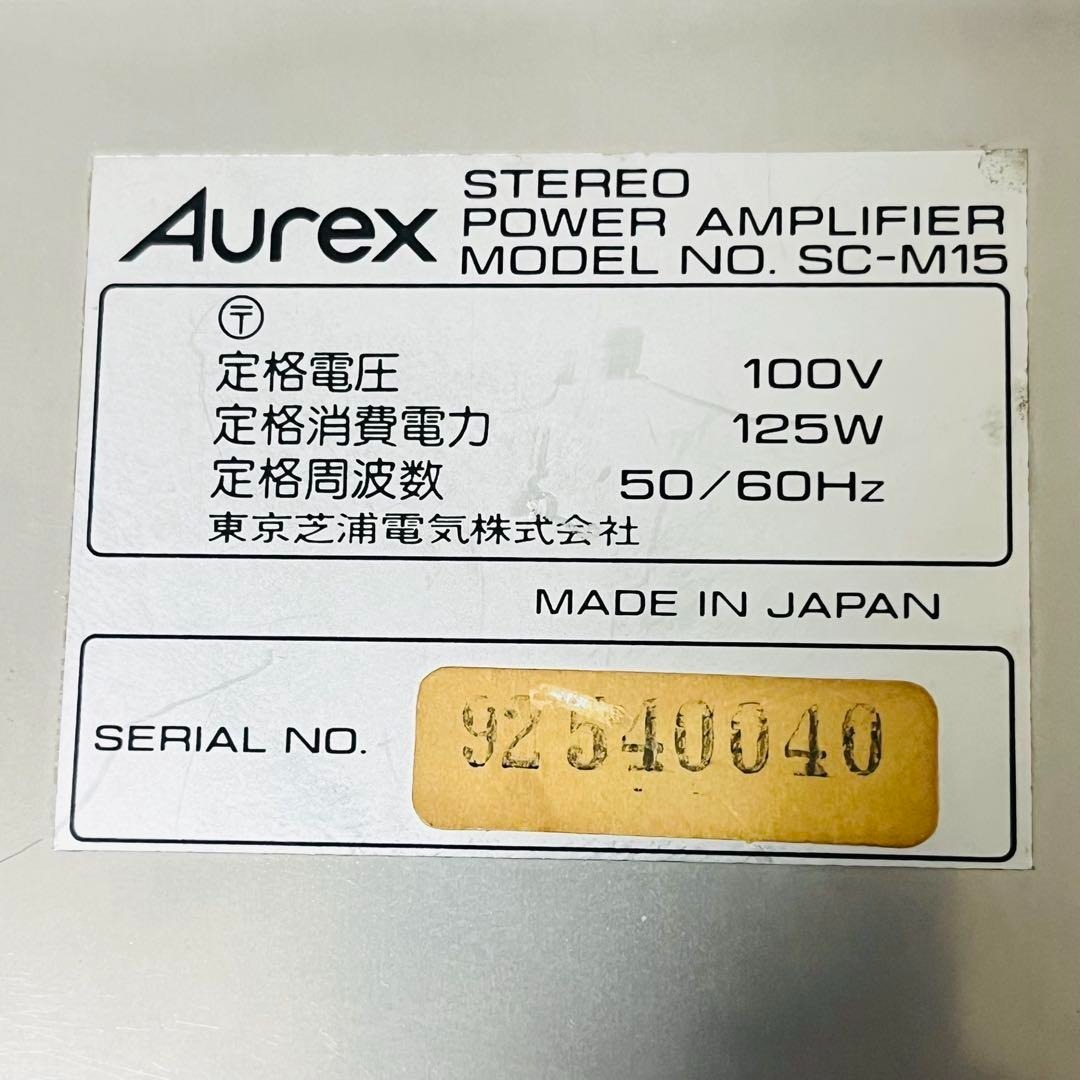 Aurex
STEREO
POWER AMPLIFIER
MODEL NO. SC-M15
〒
定格電圧 100V
定格消費電力 125W
定格周波数 50/60Hz
東京芝浦電気株式会社
MADE IN JAPAN
SERIAL NO. 92540040